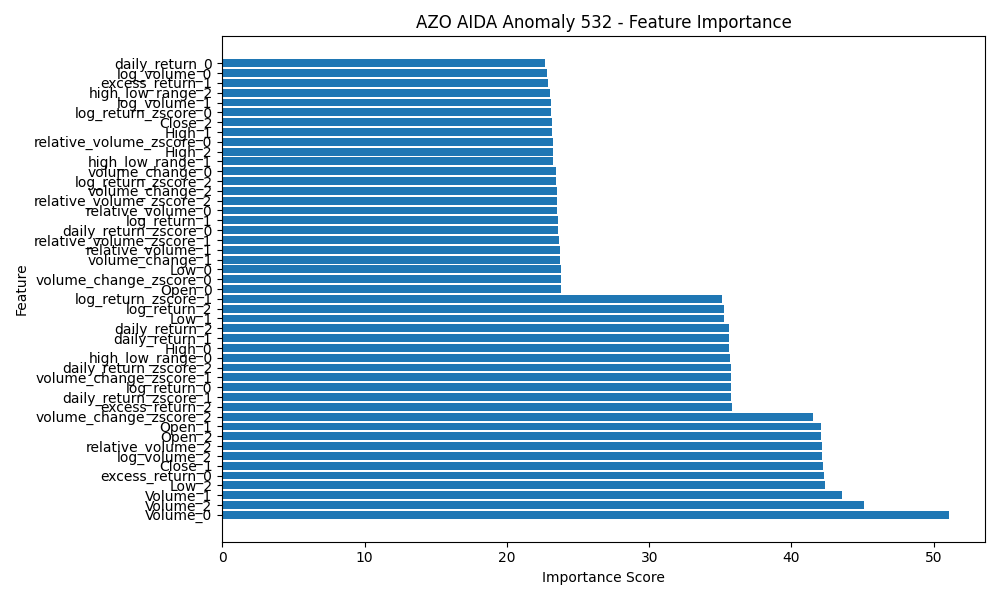 AZO AIDA Anomaly 532 - Feature Importance
Feature
daily_return_0
log_volume_0
excess_return_1
high_low_range_2
log_volume_1
log_return_zscore_0
Close_2
High_1
relative_volume_zscore_0
High_2
high_low_range_1
volume_change_0
log_return_zscore_2
volume_change_2
relative_volume_zscore_2
relative_volume_0
log_return_1
daily_return_zscore_0
relative_volume_zscore_1
relative_volume_1
volume_change_1
Low_0
volume_change_zscore_0
Open_0
log_return_zscore_1
log_return_2
Low_1
daily_return_2
daily_return_1
High_0
high_low_range_0
daily_return_zscore_2
volume_change_zscore_1
log_return_0
daily_return_zscore_1
excess_return_2
volume_change_zscore_2
Open_1
Open_2
relative_volume_2
log_volume_2
Close_1
excess_return_0
Low_2
Volume_1
Volume_2
Volume_0
0 10 20 30 40 50
Importance Score